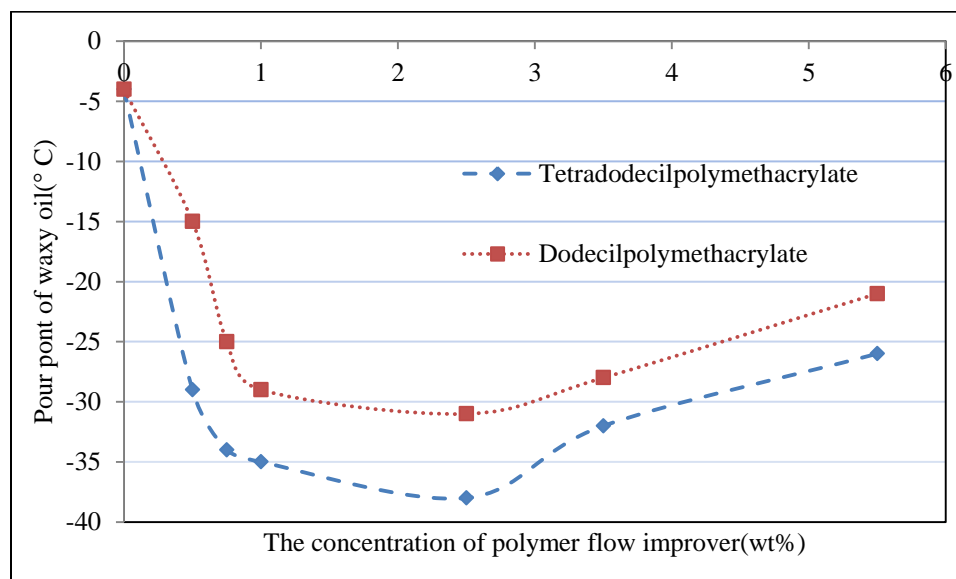 0
0 1 2 3 4 5 6
-5
-10
Tetradodecilpolymethacrylate
-15
Dodecilpolymethacrylate
-20
-25
-30
-35
-40
Pour pont of waxy oil(° C)
The concentration of polymer flow improver(wt%)